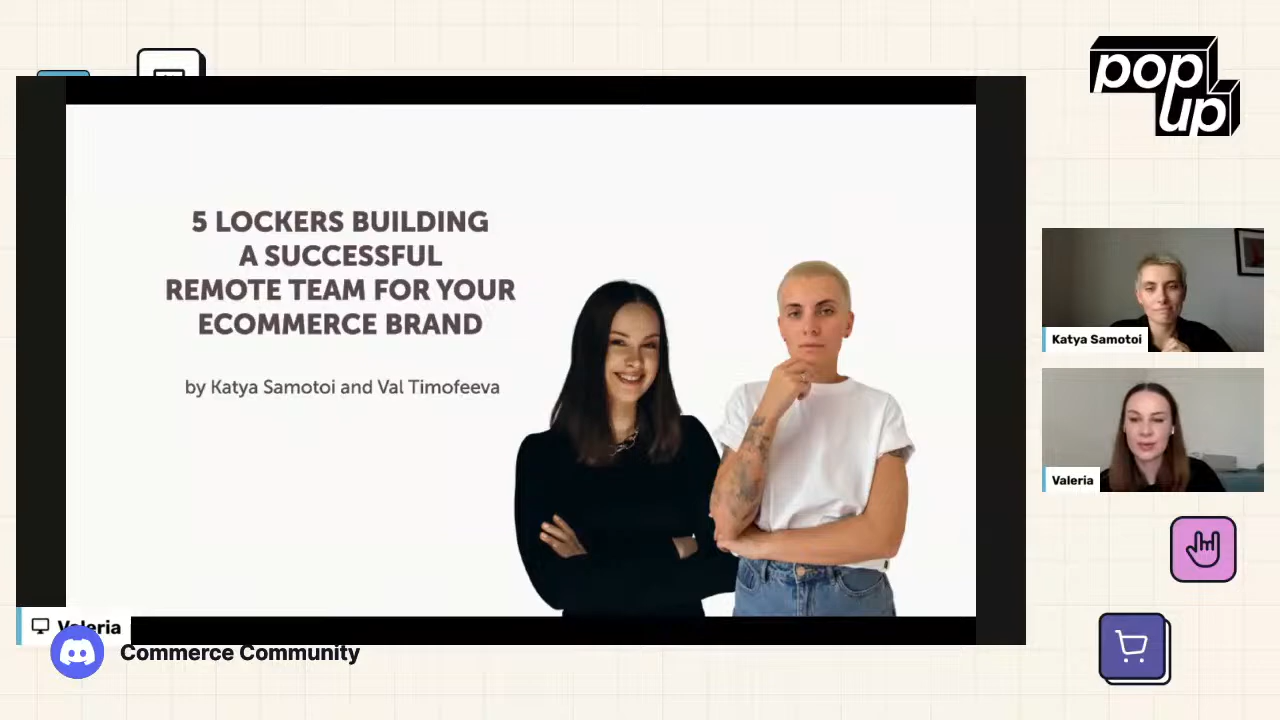 pop
up
5 LOCKERS BUILDING
A SUCCESSFUL
REMOTE TEAM FOR YOUR
ECOMMERCE BRAND
by Katya Samotoi and Val Timofeeva
Katya Samotoi
Valeria
Valeria
Commerce Community